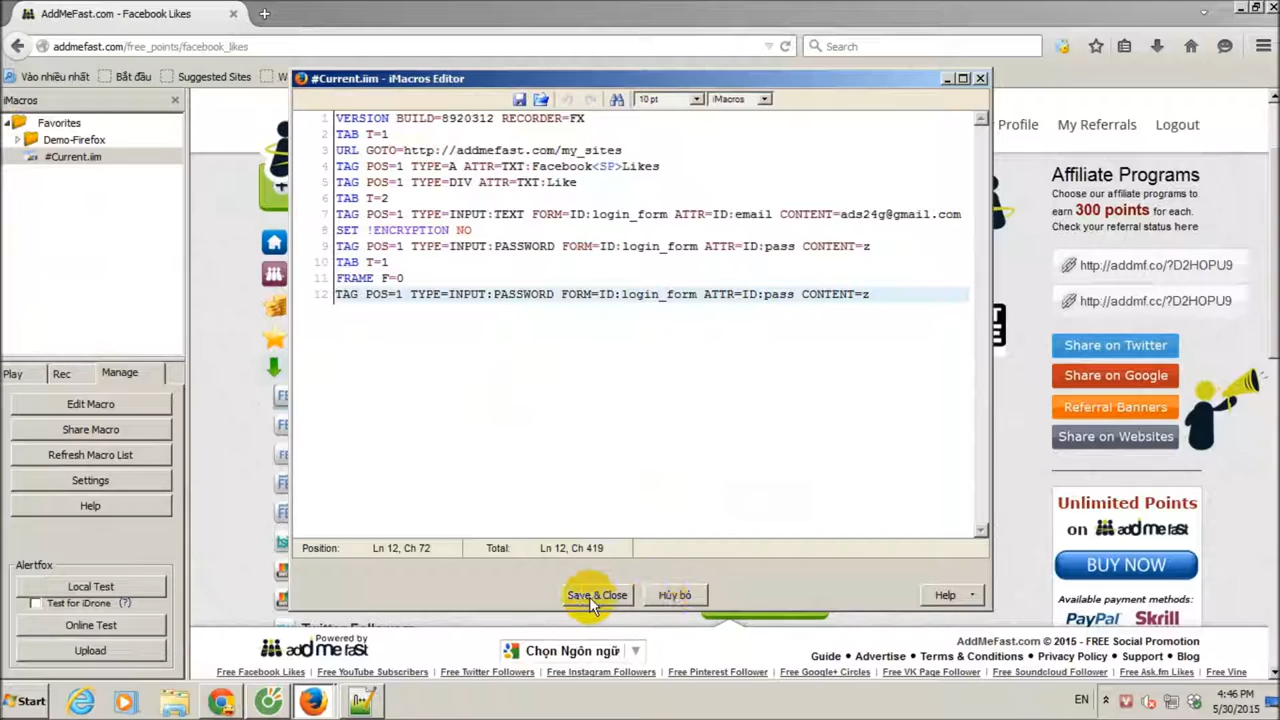 AddMeFast.com - Facebook Likes
addmefast.com/free_points/facebook_likes
Search
Vào nhiều nhất
Bắt đầu
Suggested Sites
iMacros
Favorites
Demo-Firefox
#Current.iim
Play
Rec
Manage
Edit Macro
Share Macro
Refresh Macro List
Settings
Help
Alertfox
Local Test
Test for iDrone (?)
Online Test
Upload
#Current.iim - iMacros Editor
10 pt
iMacros
1 VERSION BUILD=8920312 RECORDER=FX
2 TAB T=1
3 URL GOTO=http://addmefast.com/my_sites
4 TAG POS=1 TYPE=A ATTR=TXT:Facebook<SP>Likes
5 TAG POS=1 TYPE=DIV ATTR=TXT:Like
6 TAB T=2
7 TAG POS=1 TYPE=INPUT:TEXT FORM=ID:login_form ATTR=ID:email CONTENT=ads24g@gmail.com
8 SET !ENCRYPTION NO
9 TAG POS=1 TYPE=INPUT:PASSWORD FORM=ID:login_form ATTR=ID:pass CONTENT=z
10 TAB T=1
11 FRAME F=0
12 TAG POS=1 TYPE=INPUT:PASSWORD FORM=ID:login_form ATTR=ID:pass CONTENT=z
Position: Ln 12, Ch 72 Total: Ln 12, Ch 419
Save & Close
Hủy bỏ
Help
Profile My Referrals Logout
Affiliate Programs
Choose our affiliate programs to
earn 300 points for each.
Check your referral status here
http://addmf.co/?D2HOPU9
http://addmf.cc/?D2HOPU9
Share on Twitter
Share on Google
Referral Banners
Share on Websites
Unlimited Points
on addmefast
BUY NOW
Available payment methods:
PayPal Skrill
Powered by
addmefast
Chọn Ngôn ngữ
AddMeFast.com © 2015 - FREE Social Promotion
Guide • Advertise • Terms & Conditions • Privacy Policy • Support • Blog
Free Facebook Likes Free YouTube Subscribers Free Twitter Followers Free Instagram Followers Free Pinterest Follower Free Google+ Circles Free VK Page Follower Free Soundcloud Follower Free Ask.fm Likes Free Vine
Start
EN
4:46 PM
5/30/2015